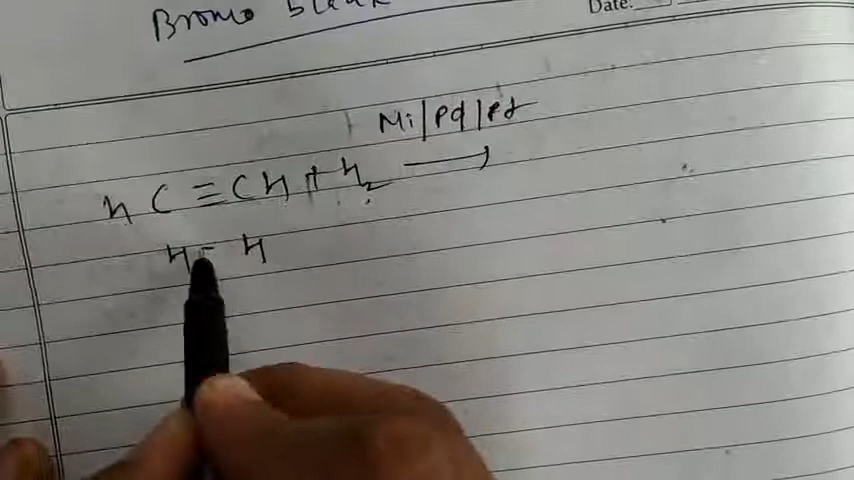 Bromo
Date.
Ni|Pd|Pt
HC≡CH + H₂ ⟶
H - H